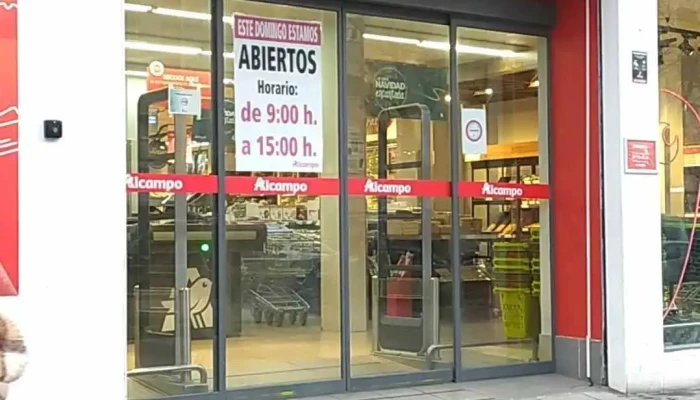 ESTE DOMINGO ESTAMOS
ABIERTOS
Horario:
de 9:00 h.
a 15:00 h.
Alcampo
NAVIDAD
Alcampo
Alcampo
Alcampo
Alcampo